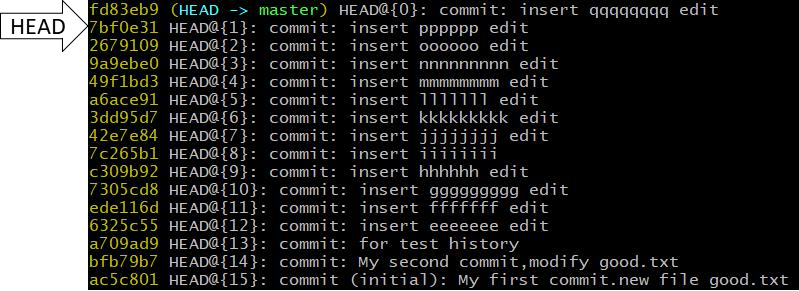 fd83eb9 (HEAD -> master) HEAD@{0}: commit: insert qqqqqqqq edit
HEAD
7bf0e31 HEAD@{1}: commit: insert pppppp edit
2679109 HEAD@{2}: commit: insert oooooo edit
9a9ebe0 HEAD@{3}: commit: insert nnnnnnnnn edit
49f1bd3 HEAD@{4}: commit: insert mmmmmmmmm edit
a6ace91 HEAD@{5}: commit: insert lllllll edit
3dd95d7 HEAD@{6}: commit: insert kkkkkkkkk edit
42e7e84 HEAD@{7}: commit: insert jjjjjjjj edit
7c265b1 HEAD@{8}: commit: insert iiiiiiii
c309b92 HEAD@{9}: commit: insert hhhhhh edit
7305cd8 HEAD@{10}: commit: insert ggggggggg edit
ede116d HEAD@{11}: commit: insert fffffff edit
6325c55 HEAD@{12}: commit: insert eeeeeee edit
a709ad9 HEAD@{13}: commit: for test history
bfb79b7 HEAD@{14}: commit: My second commit,modify good.txt
ac5c801 HEAD@{15}: commit (initial): My first commit.new file good.txt